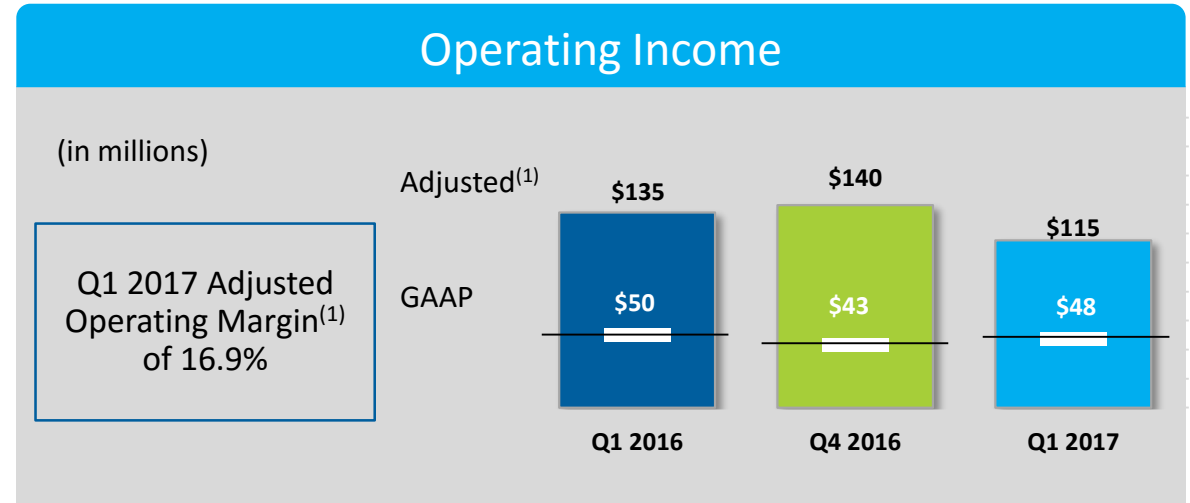 Operating Income
(in millions)
Adjusted(1)
$135
$140
$115
Q1 2017 Adjusted
Operating Margin(1)
of 16.9%
GAAP
$50
$43
$48
Q1 2016
Q4 2016
Q1 2017